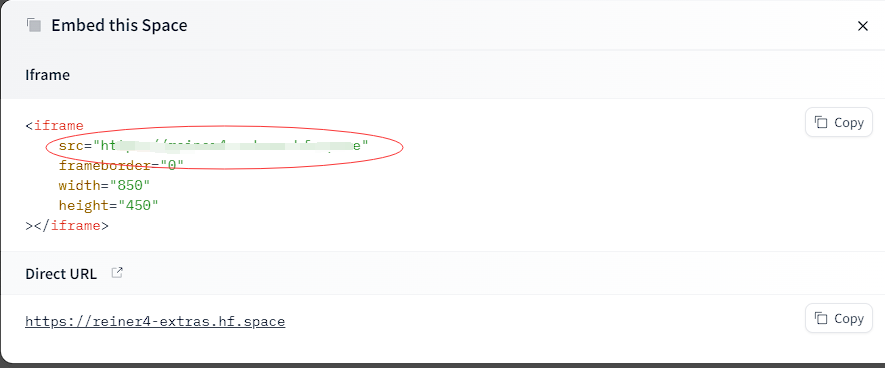 Embed this Space
Iframe
Copy
<iframe
src="ht
e"
frameborder="0"
width="850"
height="450"
></iframe>
Direct URL
https://reiner4-extras.hf.space
Copy